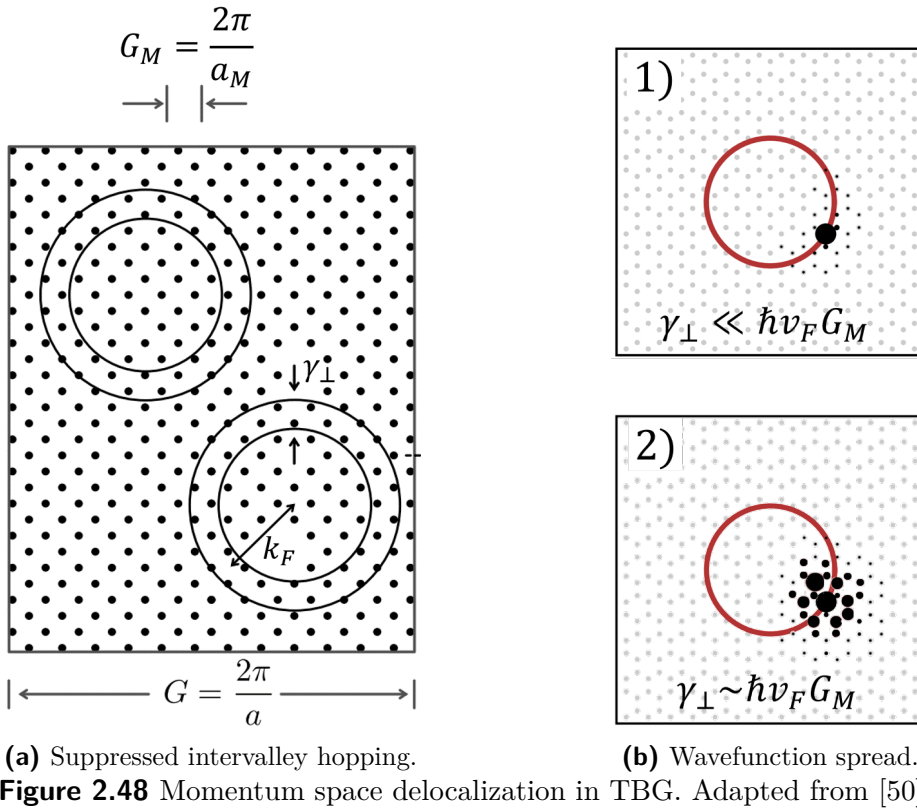 G_M = 2π/a_M
γ⊥
k_F
G = 2π/a
(a) Suppressed intervalley hopping.
1)
γ⊥ ≪ ℏv_F G_M
2)
γ⊥~ℏv_F G_M
(b) Wavefunction spread.
Figure 2.48 Momentum space delocalization in TBG. Adapted from [50]